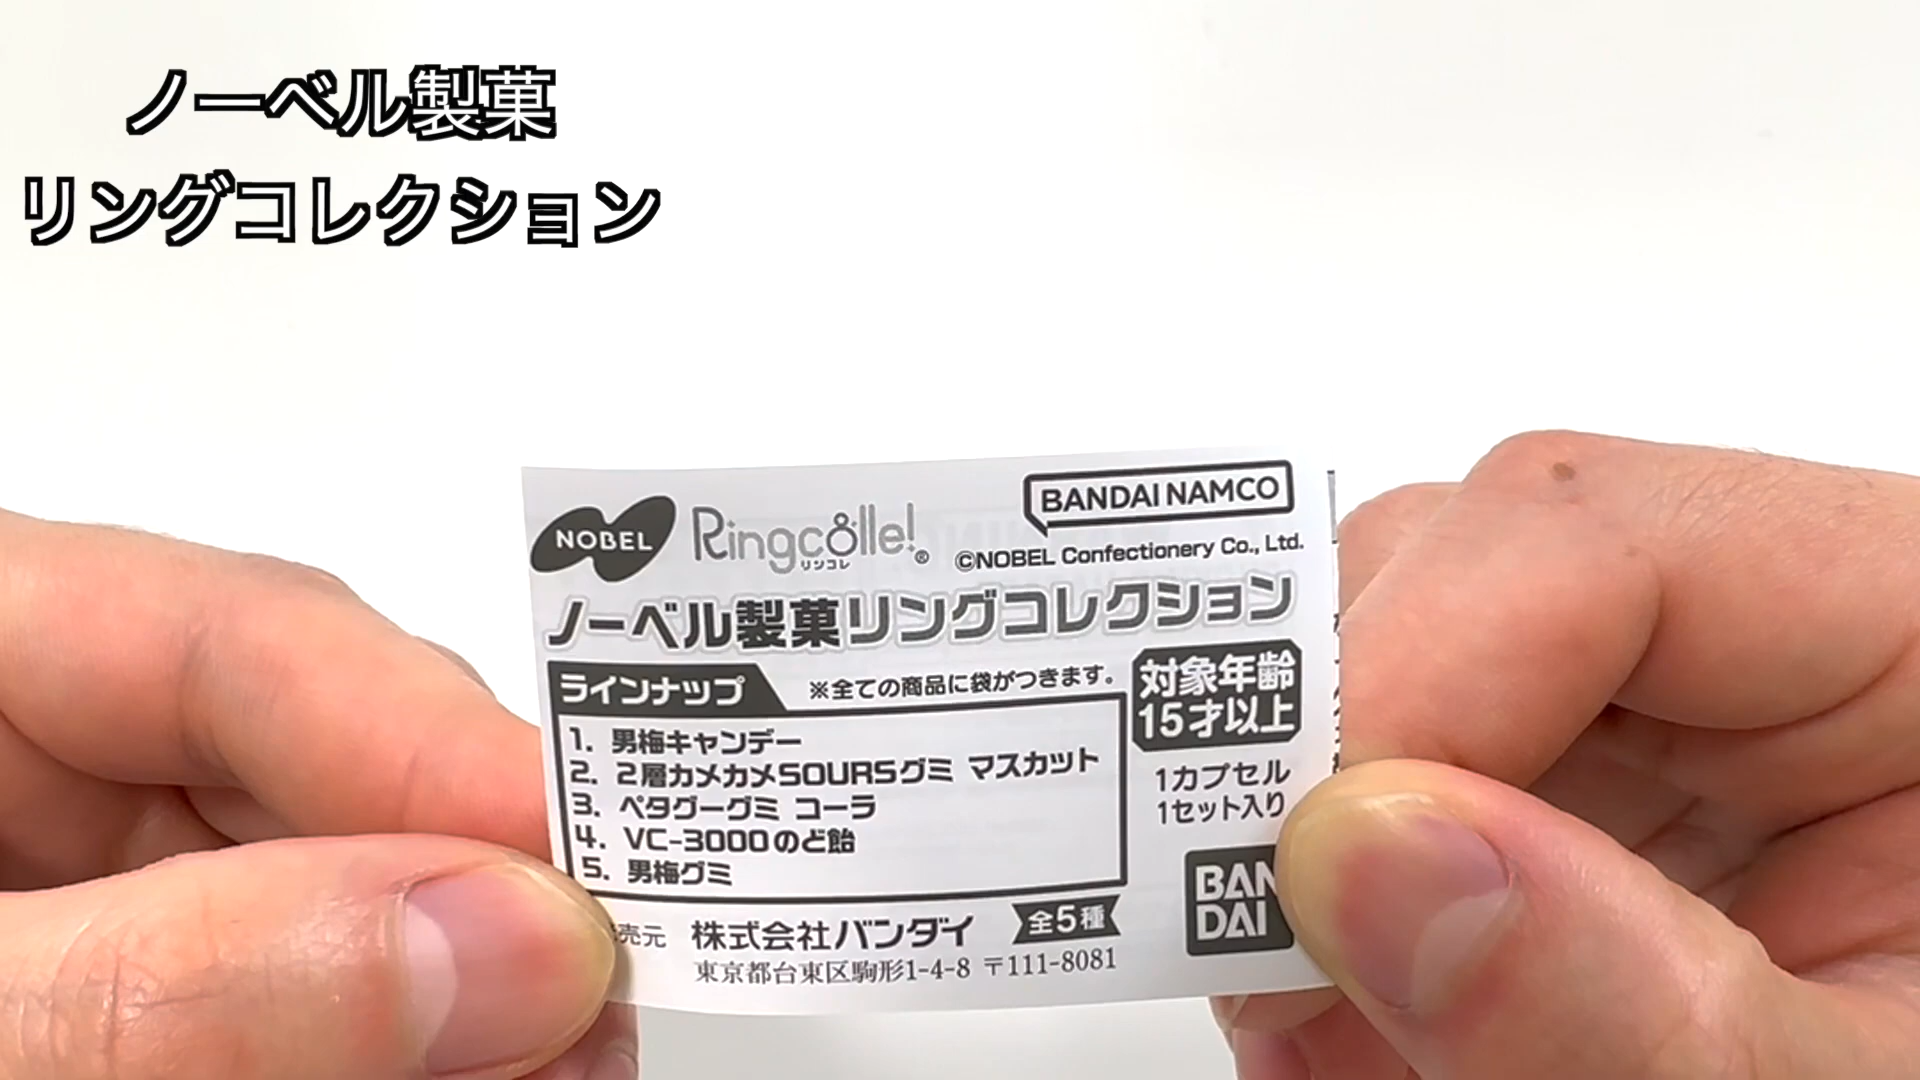 ノーベル製菓
リングコレクション
NOBEL
Ringcolle!®
リンコレ
BANDAI NAMCO
©NOBEL Confectionery Co., Ltd.
ノーベル製菓リングコレクション
ラインナップ
※全ての商品に袋がつきます。
対象年齢
15才以上
1. 男梅キャンデー
2. 2層カメカメSOURSグミ マスカット
3. ペタグーグミ コーラ
4. VC-3000のど飴
5. 男梅グミ
1カプセル
1セット入り
BAN
DAI
売元 株式会社バンダイ 全5種
東京都台東区駒形1-4-8 〒111-8081